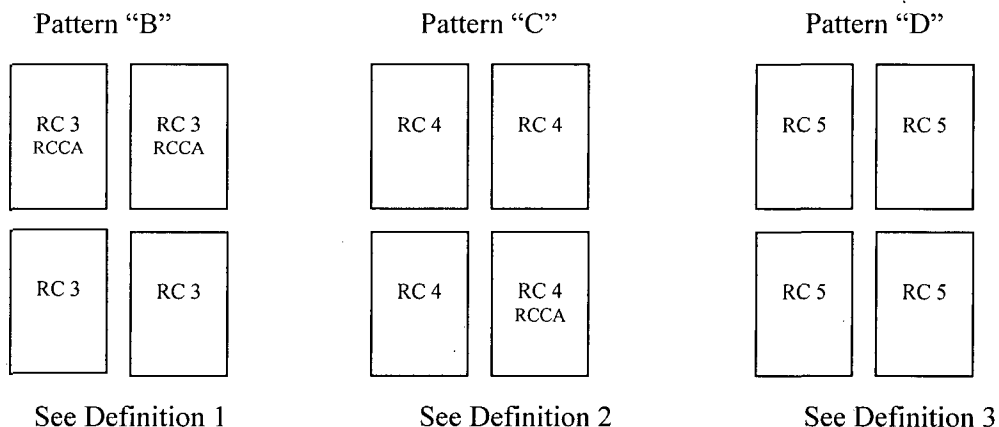 Pattern “B”
Pattern “C”
Pattern “D”
RC 3
RCCA
RC 3
RCCA
RC 4
RC 4
RC 5
RC 5
RC 3
RC 3
RC 4
RC 4
RCCA
RC 5
RC 5
See Definition 1
See Definition 2
See Definition 3